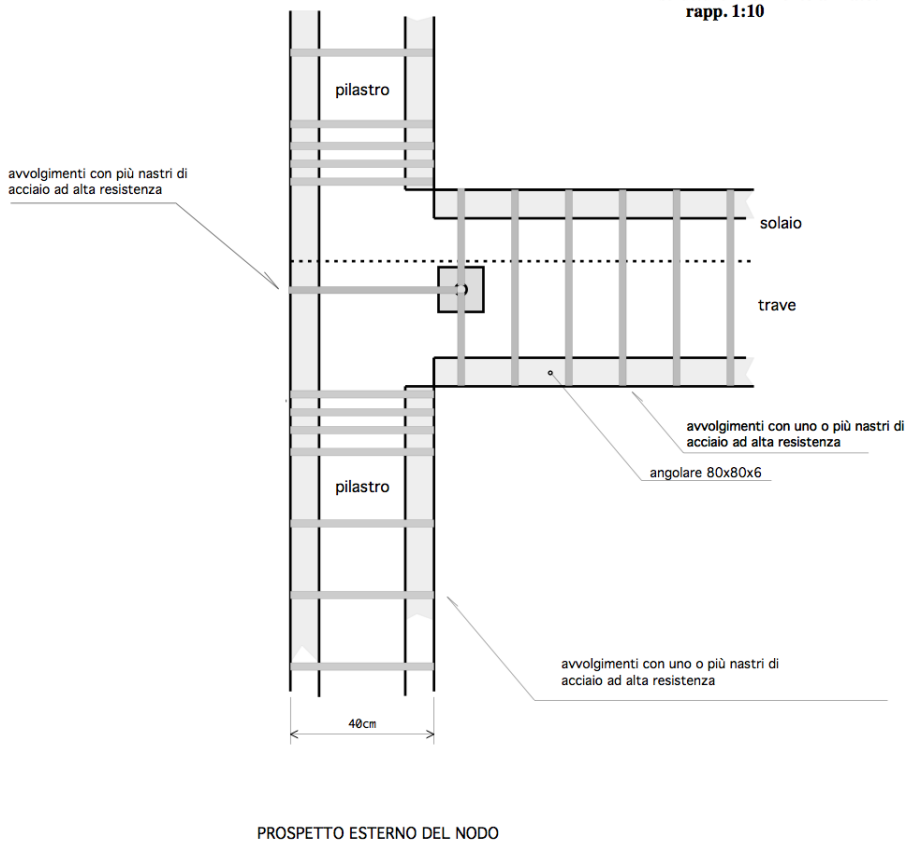 rapp. 1:10
pilastro
avvolgimenti con più nastri di
acciaio ad alta resistenza
solaio
trave
avvolgimenti con uno o più nastri di
acciaio ad alta resistenza
angolare 80x80x6
pilastro
avvolgimenti con uno o più nastri di
acciaio ad alta resistenza
40cm
PROSPETTO ESTERNO DEL NODO